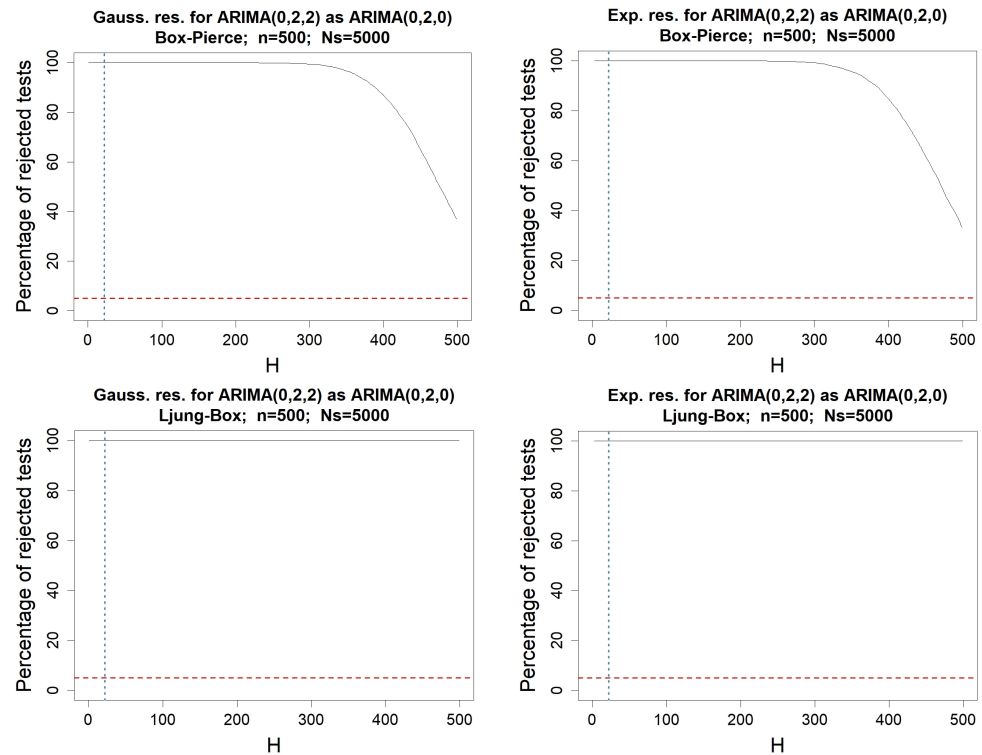 Gauss. res. for ARIMA(0,2,2) as ARIMA(0,2,0)
Box-Pierce; n=500; Ns=5000
Percentage of rejected tests
100
80
60
40
20
0
0 100 200 300 400 500
H
Exp. res. for ARIMA(0,2,2) as ARIMA(0,2,0)
Box-Pierce; n=500; Ns=5000
Percentage of rejected tests
100
80
60
40
20
0
0 100 200 300 400 500
H
Gauss. res. for ARIMA(0,2,2) as ARIMA(0,2,0)
Ljung-Box; n=500; Ns=5000
Percentage of rejected tests
100
80
60
40
20
0
0 100 200 300 400 500
H
Exp. res. for ARIMA(0,2,2) as ARIMA(0,2,0)
Ljung-Box; n=500; Ns=5000
Percentage of rejected tests
100
80
60
40
20
0
0 100 200 300 400 500
H